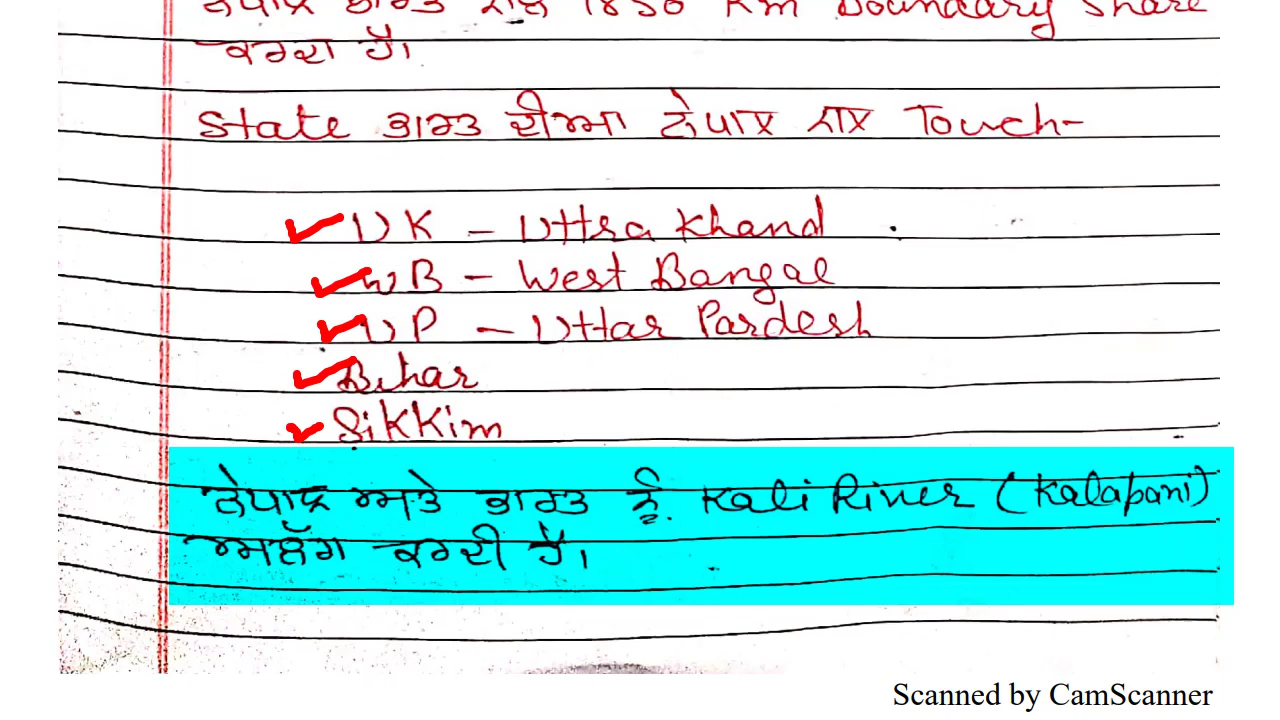 ਨੇਪਾਲ ਭਾਰਤ ਨਾਲ 1850 Km Boundary Share
ਕਰਦਾ ਹੈ।
State ਭਾਰਤ ਦੀਆ ਨੇਪਾਲ ਨਾਲ Touch-
UK - Uttra Khand
WB - West Bangal
UP - Uttar Pardesh
Bihar
Sikkim
ਨੇਪਾਲ ਅਤੇ ਭਾਰਤ ਨੂੰ Kali River (Kalapani)
ਅਲੱਗ ਕਰਦੀ ਹੈ।
Scanned by CamScanner